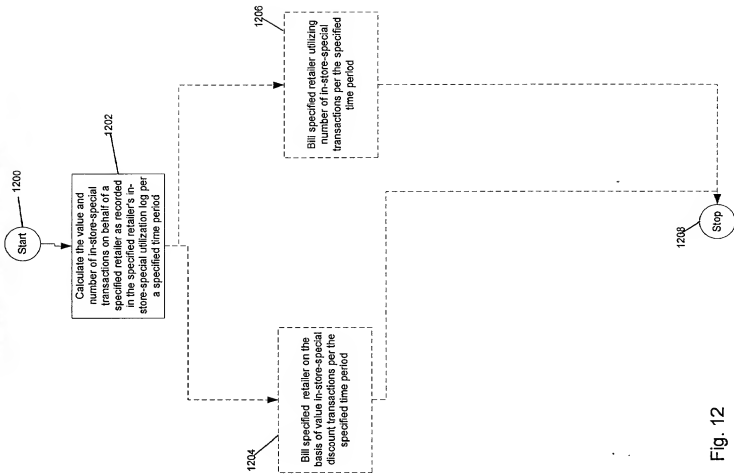 1200
Start
1202
Calculate the value and
number of in-store-special
transactions on behalf of a
specified retailer as recorded
in the specified retailer's in-
store-special utilization log per
a specified time period
1204
Bill specified retailer on the
basis of value in-store-special
discount transactions per the
specified time period
1206
Bill specified retailer utilizing
number of in-store-special
transactions per the specified
time period
1208
Stop
Fig. 12